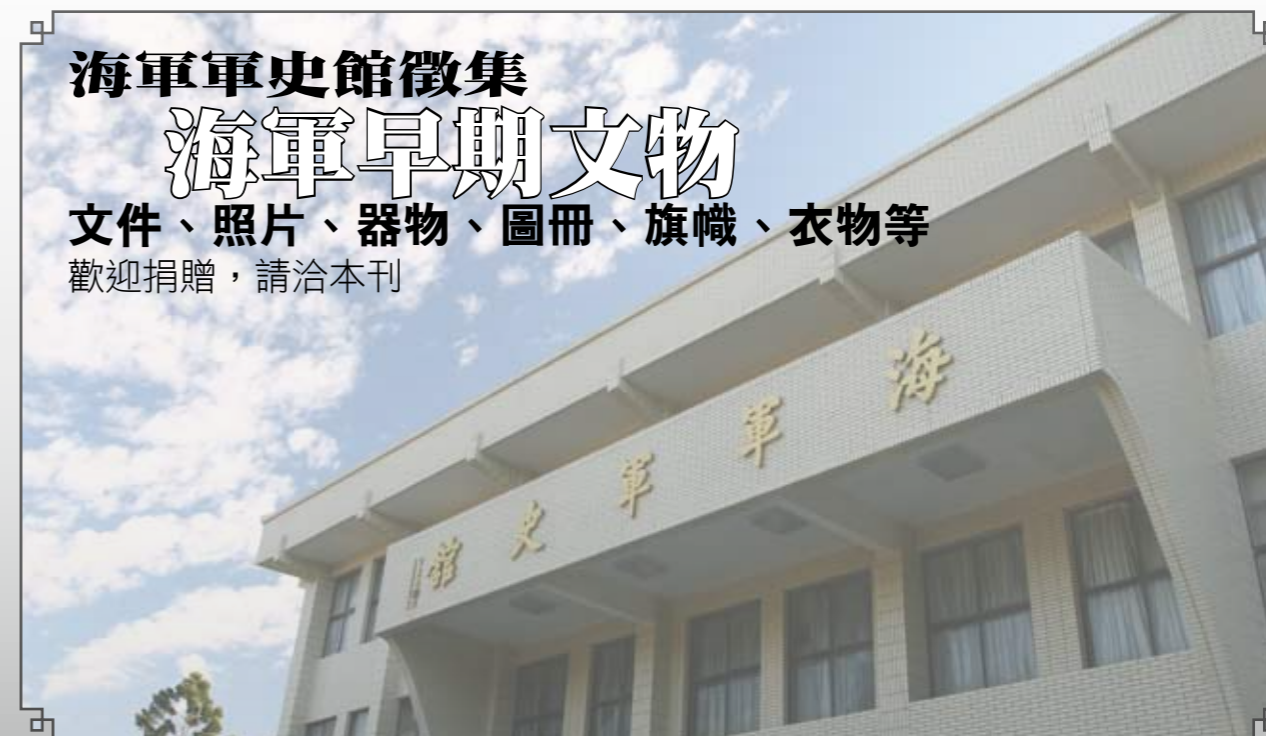 海軍軍史館徵集
海軍早期文物
文件、照片、器物、圖冊、旗幟、衣物等
歡迎捐贈，請洽本刊
海軍軍史館